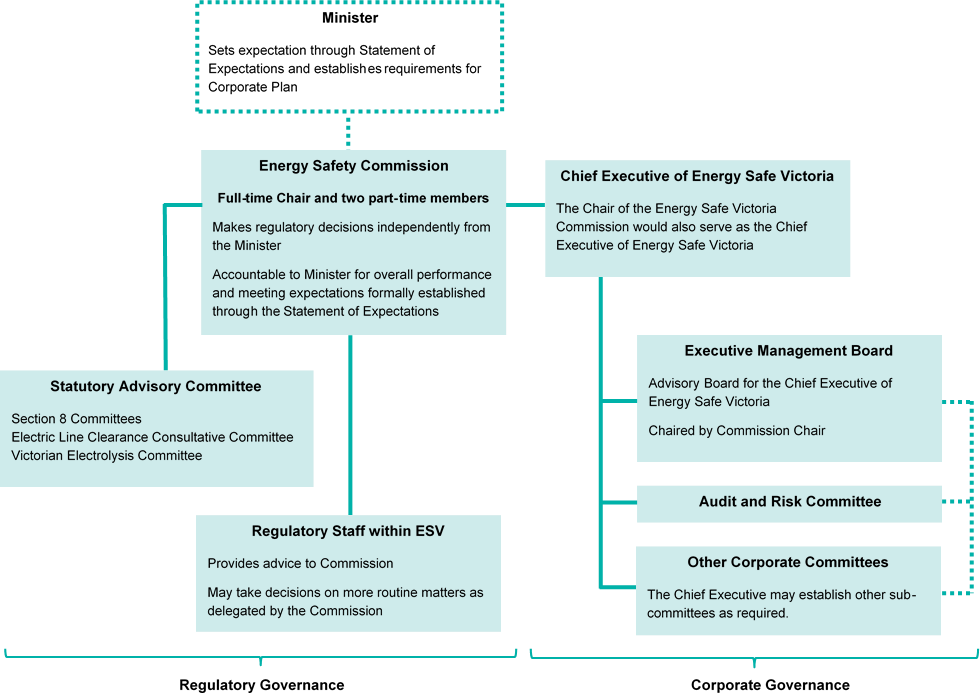 Minister
Sets expectation through Statement of
Expectations and establishes requirements for
Corporate Plan
Energy Safety Commission
Full-time Chair and two part-time members
Makes regulatory decisions independently from
the Minister
Accountable to Minister for overall performance
and meeting expectations formally established
through the Statement of Expectations
Chief Executive of Energy Safe Victoria
The Chair of the Energy Safe Victoria
Commission would also serve as the Chief
Executive of Energy Safe Victoria
Executive Management Board
Advisory Board for the Chief Executive of
Energy Safe Victoria
Chaired by Commission Chair
Statutory Advisory Committee
Section 8 Committees
Electric Line Clearance Consultative Committee
Victorian Electrolysis Committee
Audit and Risk Committee
Regulatory Staff within ESV
Provides advice to Commission
May take decisions on more routine matters as
delegated by the Commission
Other Corporate Committees
The Chief Executive may establish other sub-
committees as required.
Regulatory Governance
Corporate Governance